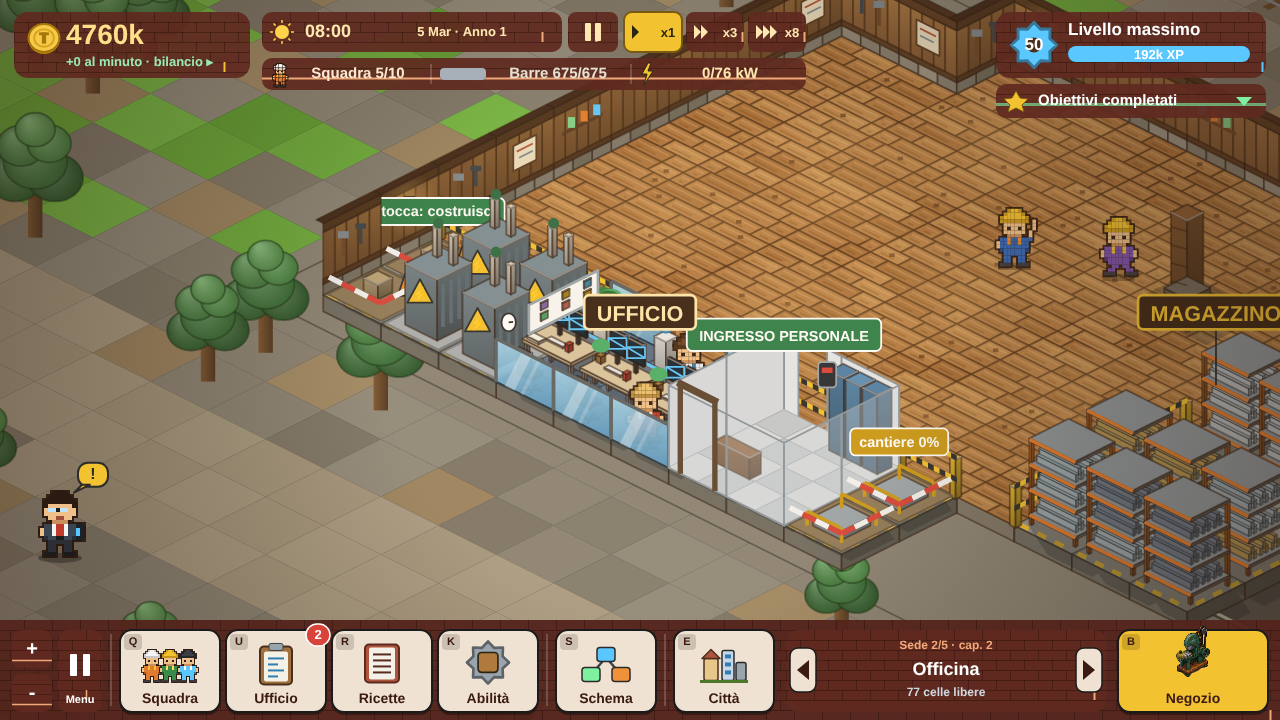 4760k
+0 al minuto · bilancio ▸
08:00
5 Mar · Anno 1
x1
x3
x8
Squadra 5/10
Barre 675/675
0/76 kW
50
Livello massimo
192k XP
Obiettivi completati
tocca: costruisc
UFFICIO
INGRESSO PERSONALE
MAGAZZINO
cantiere 0%
!
+
-
Menu
Q
Squadra
U
2
Ufficio
R
Ricette
K
Abilità
S
Schema
E
Città
Sede 2/5 · cap. 2
Officina
77 celle libere
B
Negozio